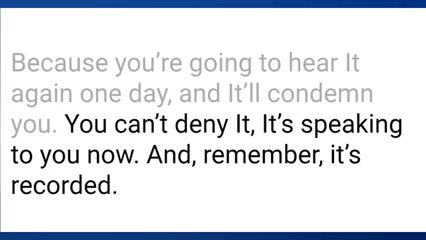 Because you’re going to hear It
again one day, and It’ll condemn
you. You can’t deny It, It’s speaking
to you now. And, remember, it’s
recorded.